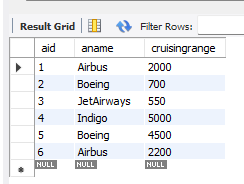 Result Grid Filter Rows:
aid aname cruisingrange
1 Airbus 2000
2 Boeing 700
3 JetAirways 550
4 Indigo 5000
5 Boeing 4500
6 Airbus 2200
NULL NULL NULL